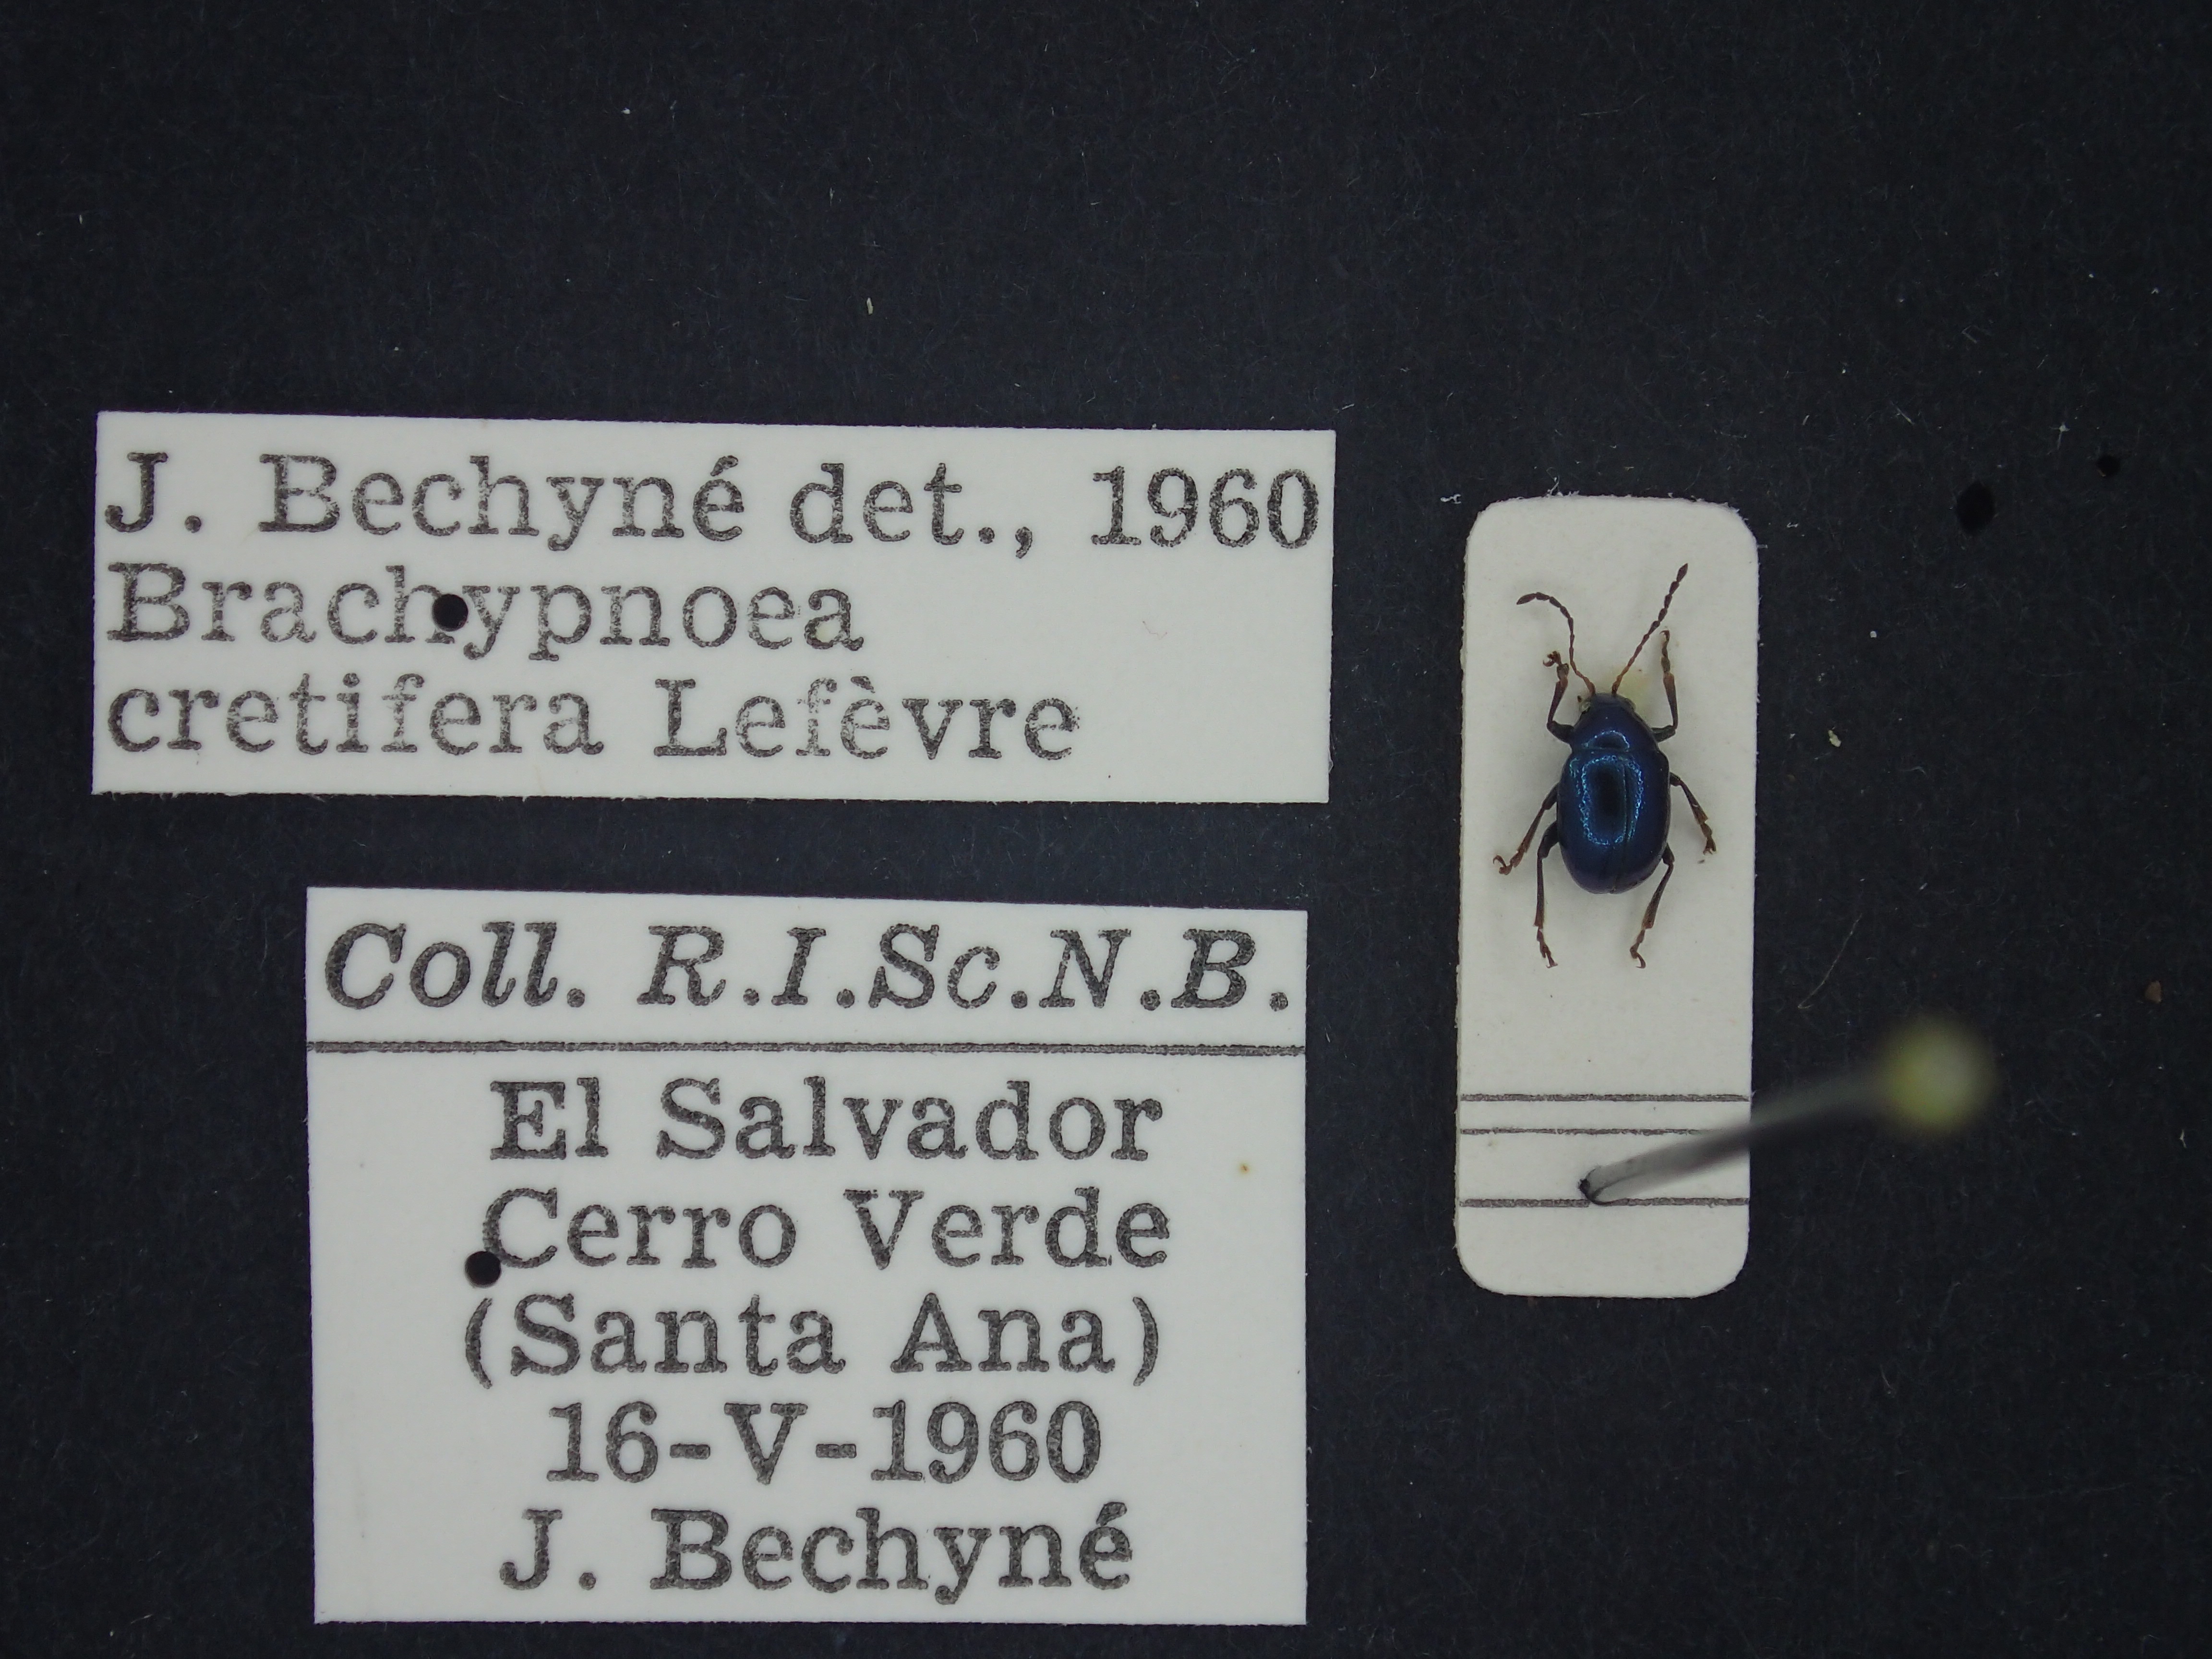 J. Bechyné det., 1960
Brachypnoea
cretifera Lefèvre
Coll. R.I.Sc.N.B.
El Salvador
Cerro Verde
(Santa Ana)
16-V-1960
J. Bechyné